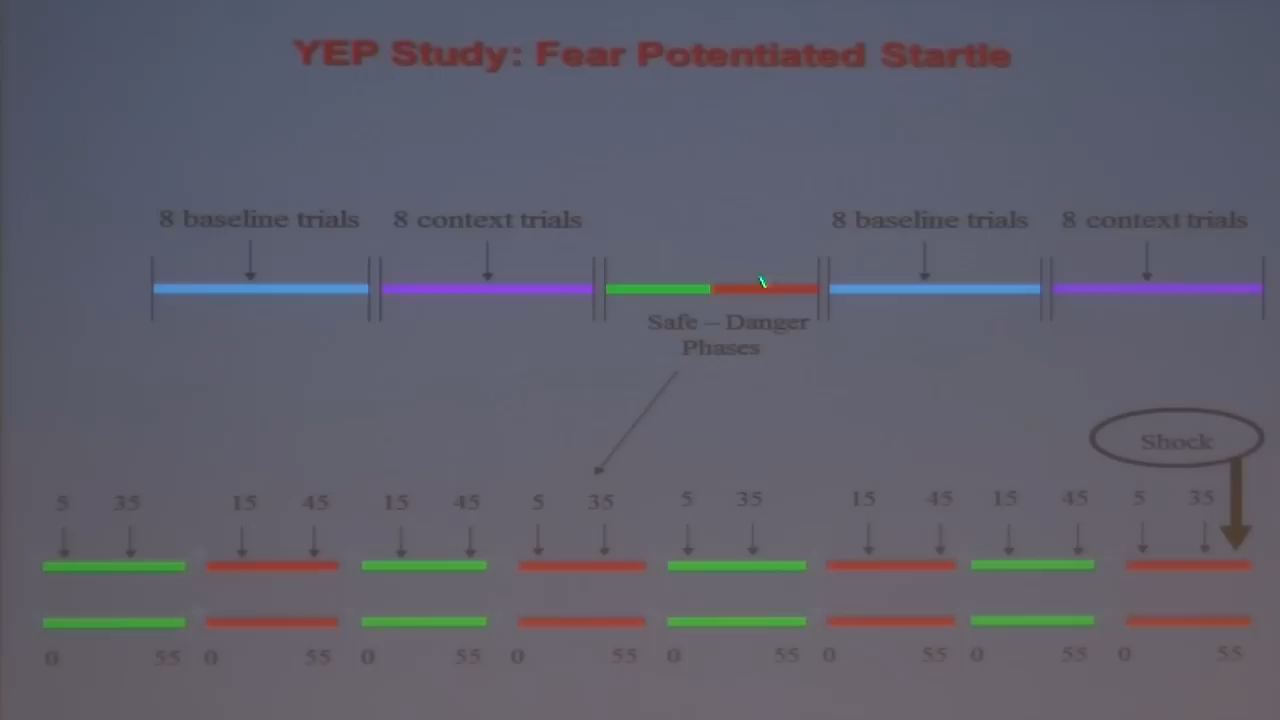 YEP Study: Fear Potentiated Startle
8 baseline trials 8 context trials 8 baseline trials 8 context trials
Safe – Danger
Phases
Shock
5 35 15 45 15 45 5 35 5 35 15 45 15 45 5 35
0 55 0 55 0 55 0 55 0 55 0 55 0 55 0 55